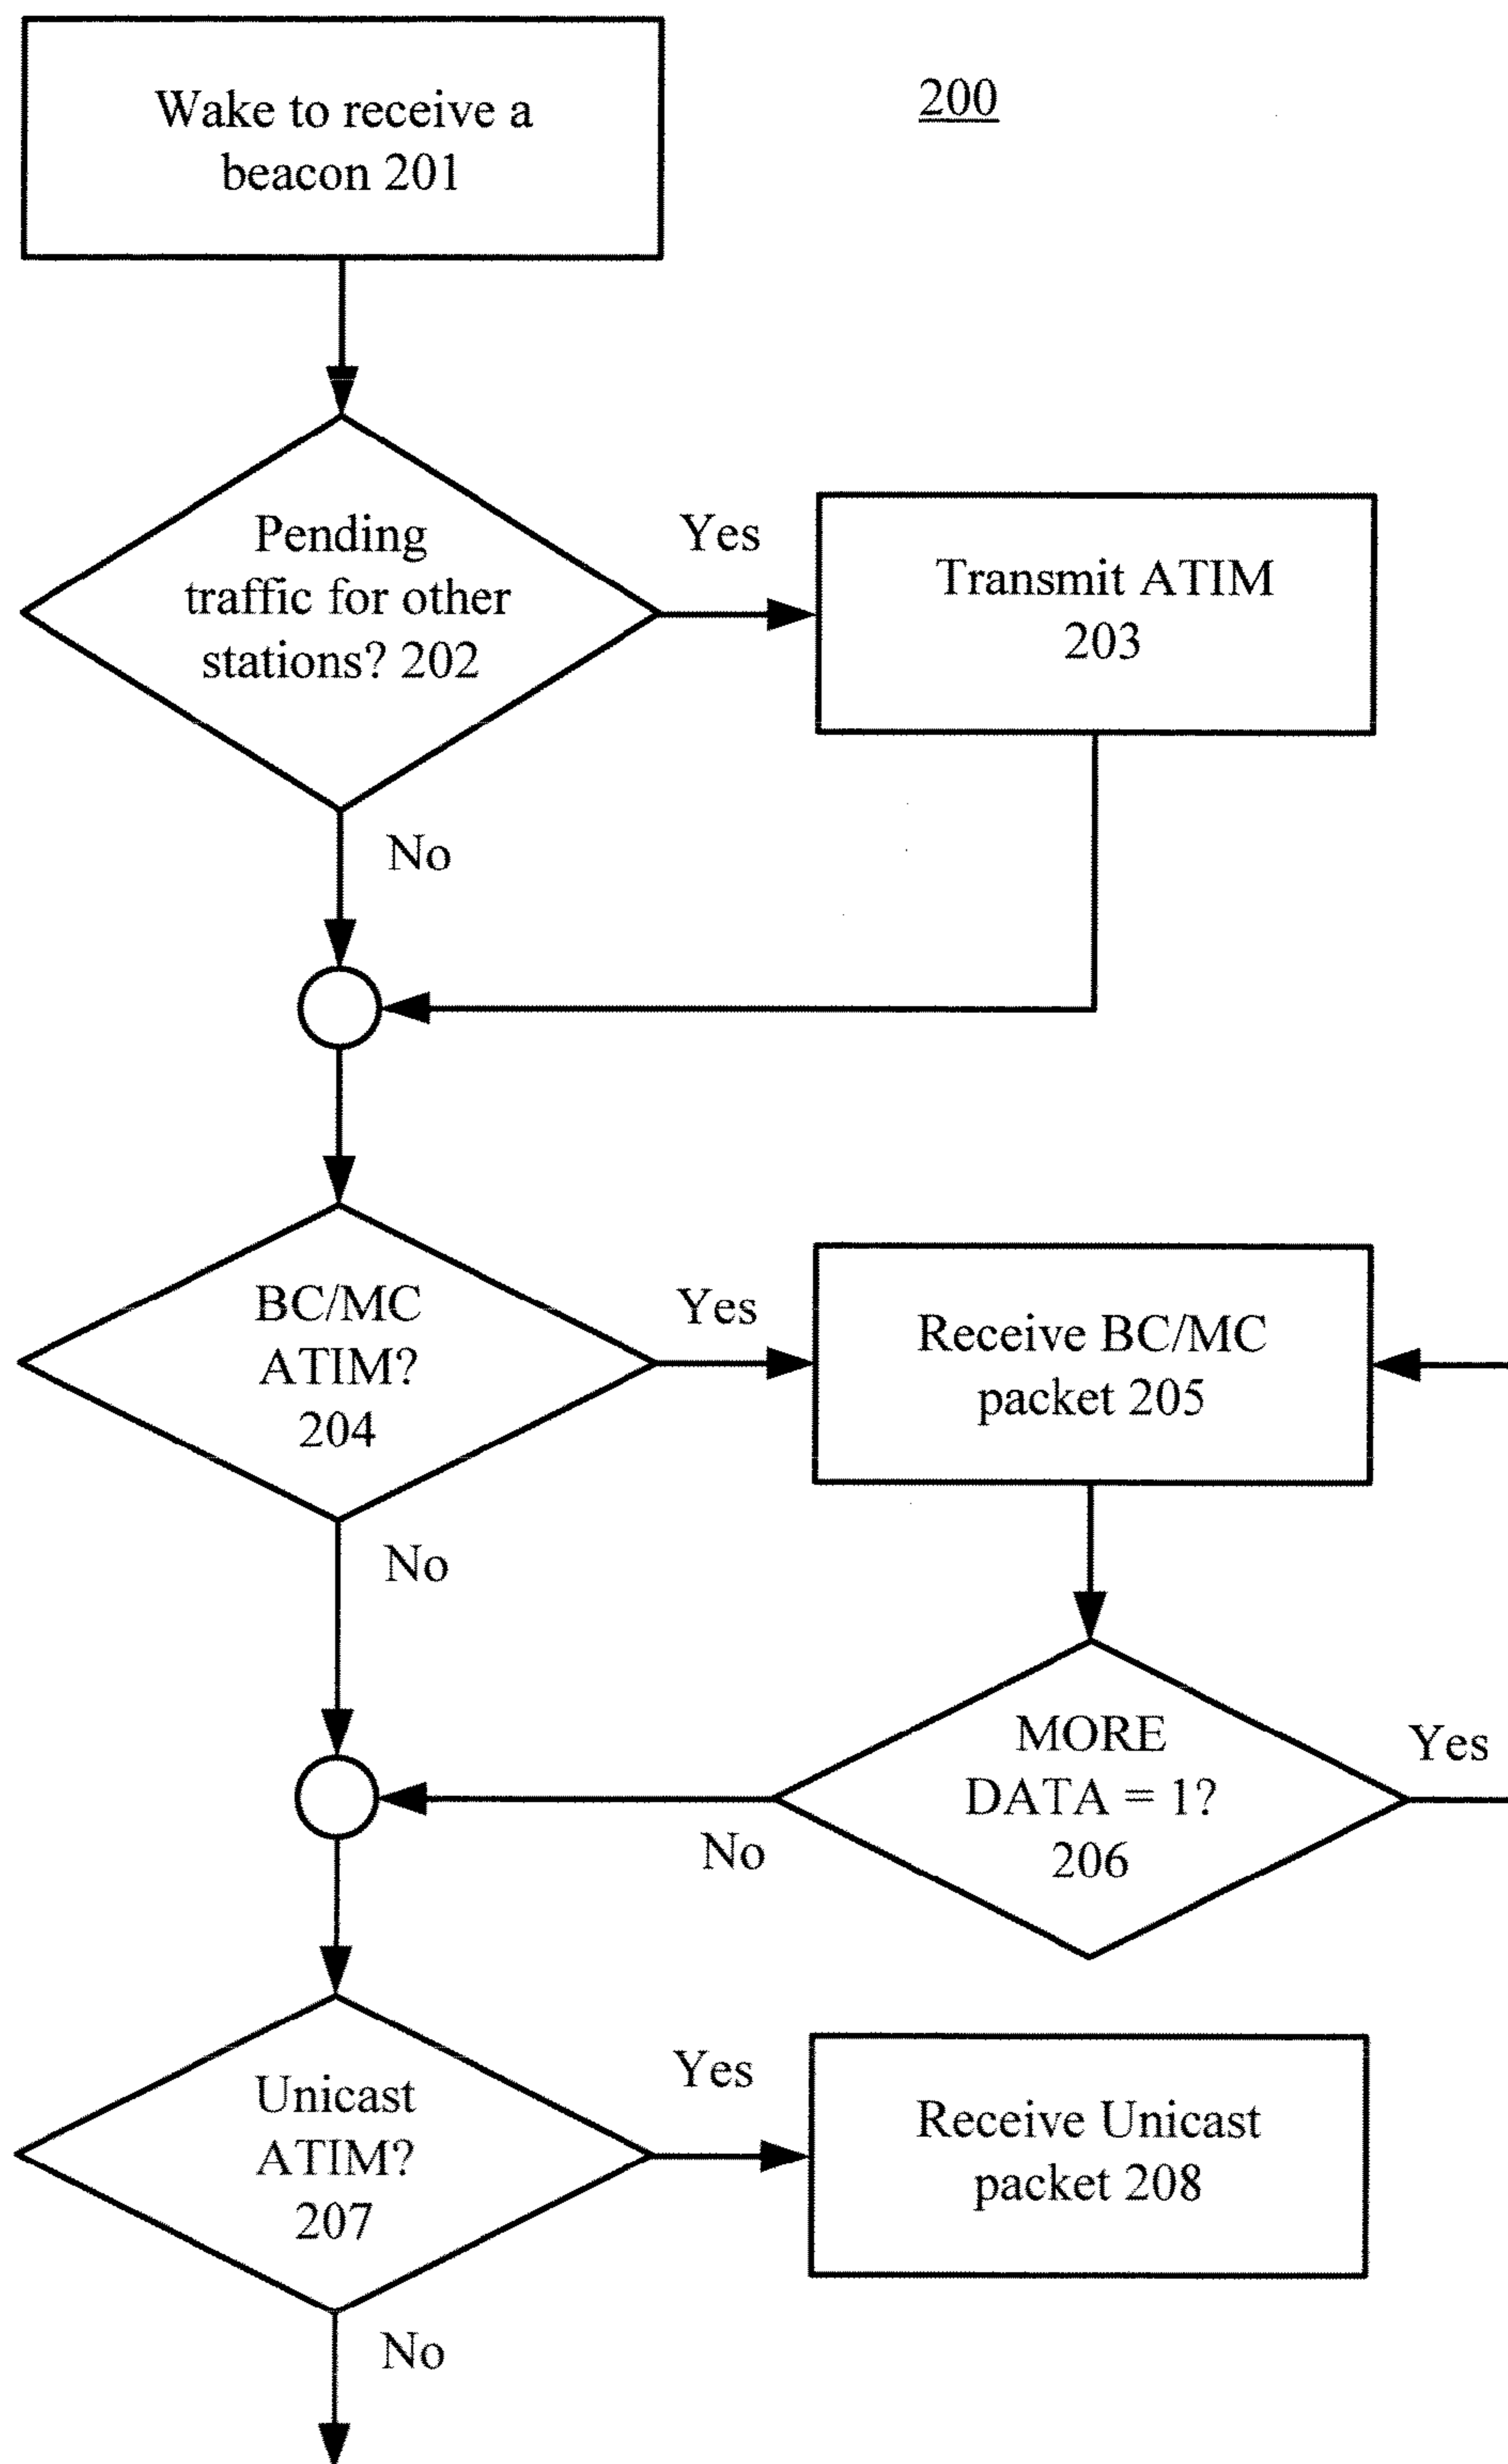 Wake to receive a
beacon 201
200
Pending
traffic for other
stations? 202
Yes
Transmit ATIM
203
No
BC/MC
ATIM?
204
Yes
Receive BC/MC
packet 205
No
MORE
DATA = 1?
206
Yes
No
Unicast
ATIM?
207
Yes
Receive Unicast
packet 208
No